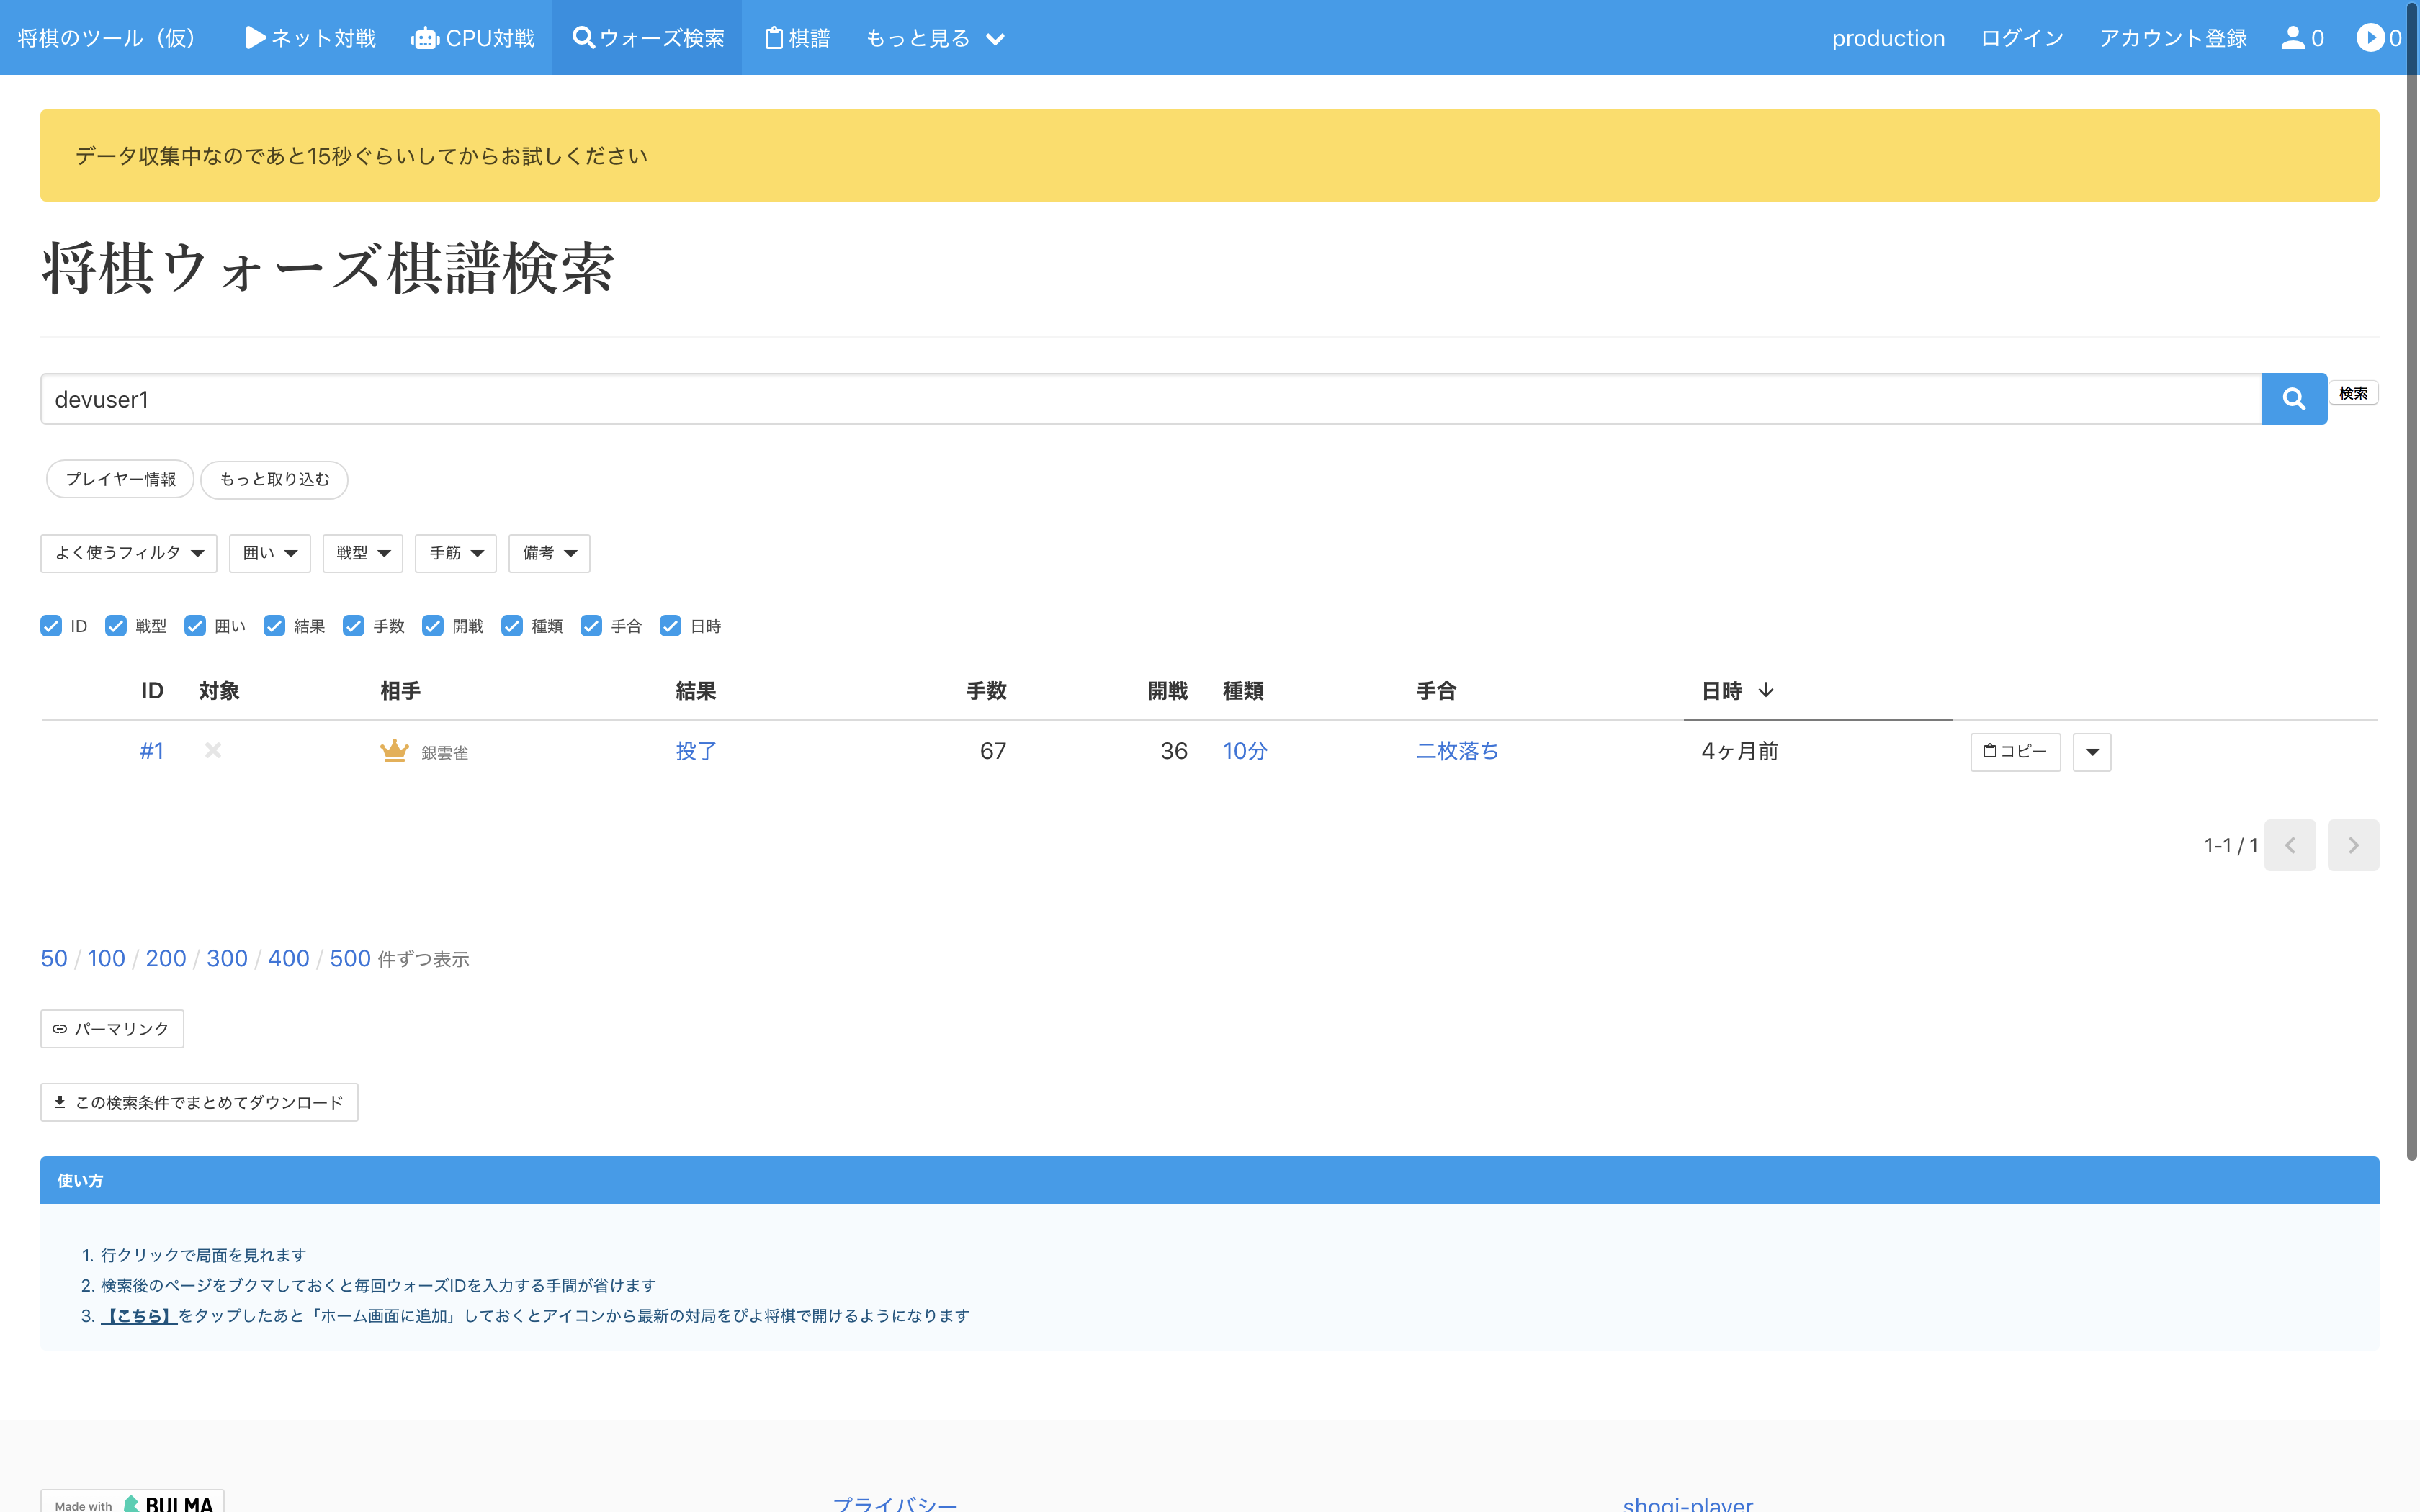 将棋のツール（仮） ネット対戦 CPU対戦 ウォーズ検索 棋譜 もっと見る production ログイン アカウント登録 0 0
データ収集中なのであと15秒ぐらいしてからお試しください
将棋ウォーズ棋譜検索
devuser1 検索
プレイヤー情報 もっと取り込む
よく使うフィルタ 囲い 戦型 手筋 備考
ID 戦型 囲い 結果 手数 開戦 種類 手合 日時
ID 対象 相手 結果 手数 開戦 種類 手合 日時
#1 銀雲雀 投了 67 36 10分 二枚落ち 4ヶ月前 コピー
1-1 / 1
50 / 100 / 200 / 300 / 400 / 500 件ずつ表示
パーマリンク
この検索条件でまとめてダウンロード
使い方
1. 行クリックで局面を見れます
2. 検索後のページをブクマしておくと毎回ウォーズIDを入力する手間が省けます
3. 【こちら】をタップしたあと「ホーム画面に追加」しておくとアイコンから最新の対局をぴよ将棋で開けるようになります
Made with BULMA プライバシー shogi-player